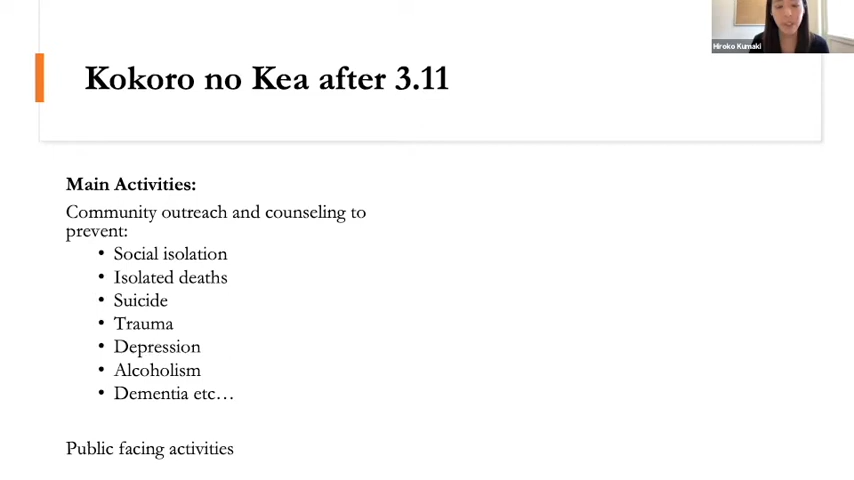 Hiroko Kumaki
Kokoro no Kea after 3.11
Main Activities:
Community outreach and counseling to
prevent:
• Social isolation
• Isolated deaths
• Suicide
• Trauma
• Depression
• Alcoholism
• Dementia etc…
Public facing activities